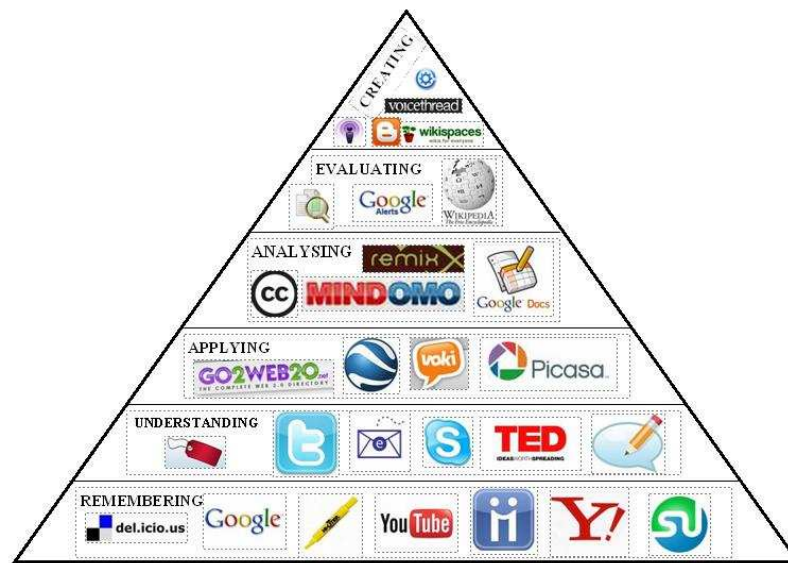 CREATING
voicethread
wikispaces
wikis for everyone
EVALUATING
Google
Alerts
WIKIPEDIA
The Free Encyclopedia
ANALYSING
remix
cc
MINDOMO
Google Docs
APPLYING
GO2WEB20.net
THE COMPLETE WEB 2.0 DIRECTORY
voki
Picasa
UNDERSTANDING
t
e
S
TED
IDEAS WORTH SPREADING
REMEMBERING
del.icio.us
Google
YouTube
Y!